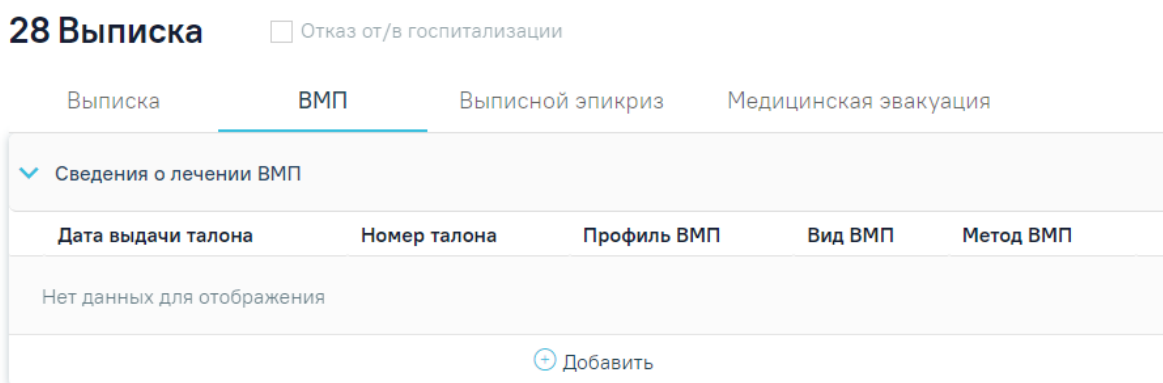 28 Выписка Отказ от/в госпитализации
Выписка ВМП Выписной эпикриз Медицинская эвакуация
Сведения о лечении ВМП
Дата выдачи талона Номер талона Профиль ВМП Вид ВМП Метод ВМП
Нет данных для отображения
Добавить